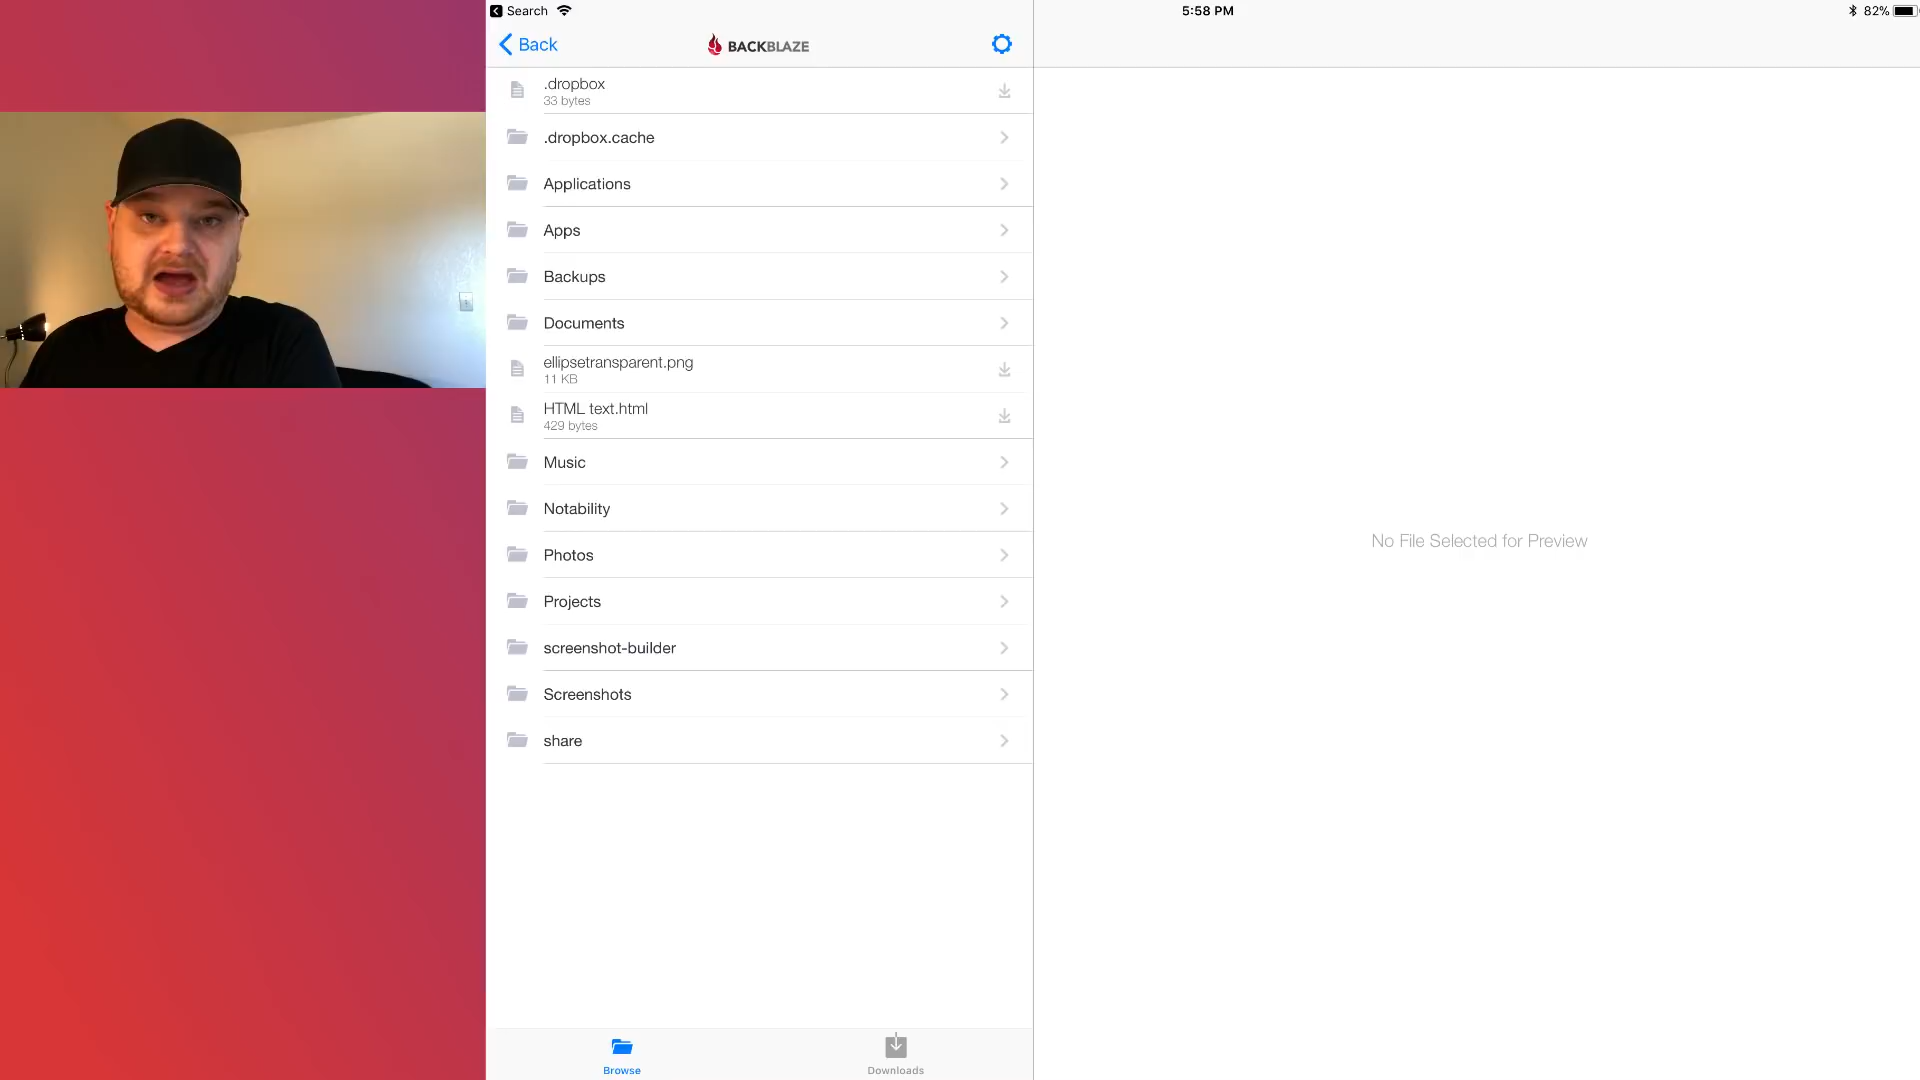 Search
5:58 PM
82%
Back
BACKBLAZE
.dropbox
33 bytes
.dropbox.cache
Applications
Apps
Backups
Documents
ellipsetransparent.png
11 KB
HTML text.html
429 bytes
Music
Notability
Photos
Projects
screenshot-builder
Screenshots
share
No File Selected for Preview
Browse
Downloads